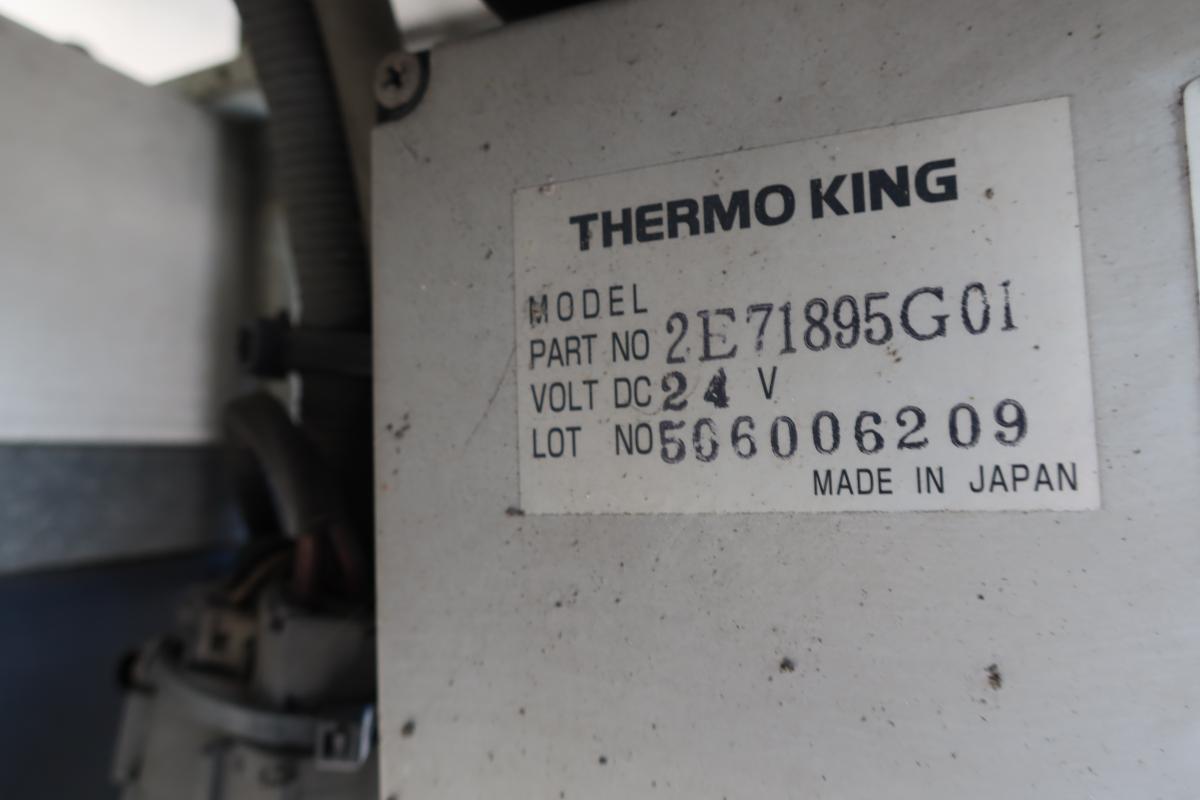 THERMO KING
MODEL
PART NO 2E71895G01
VOLT DC 24 V
LOT NO 506006209
MADE IN JAPAN